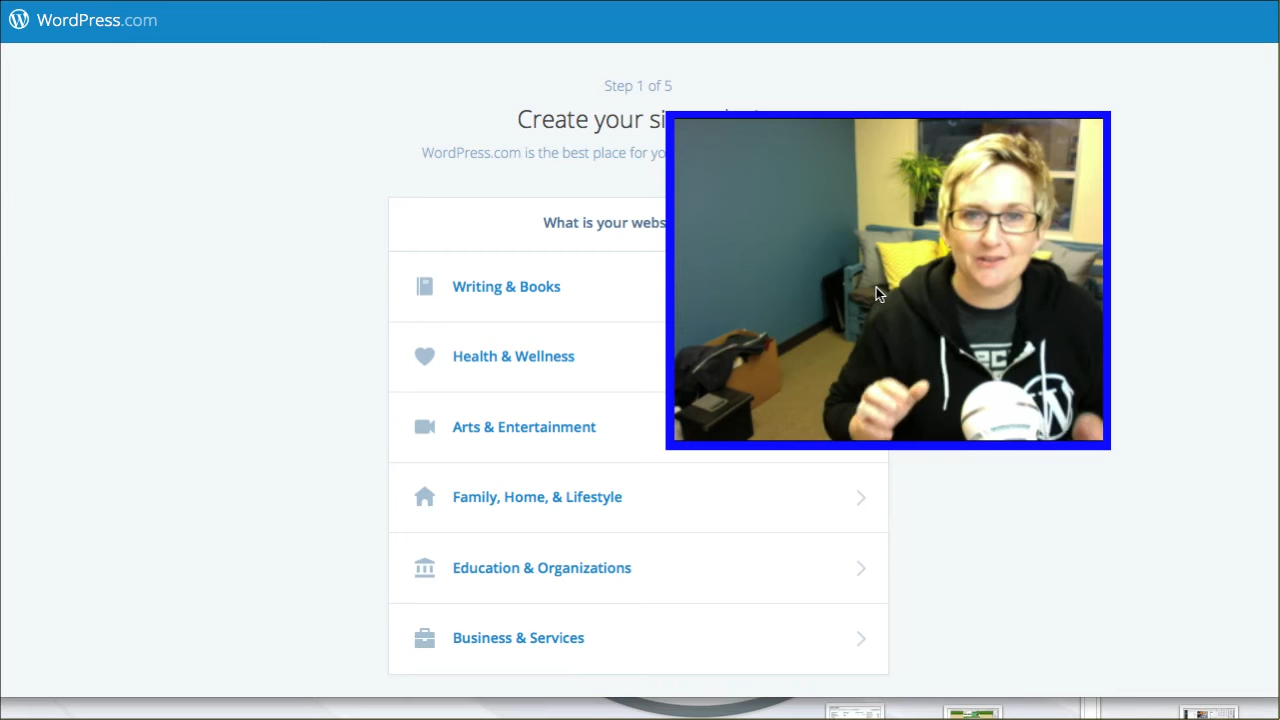 WordPress.com
Step 1 of 5
Create your si
WordPress.com is the best place for yo
What is your webs
Writing & Books
Health & Wellness
Arts & Entertainment
Family, Home, & Lifestyle
Education & Organizations
Business & Services